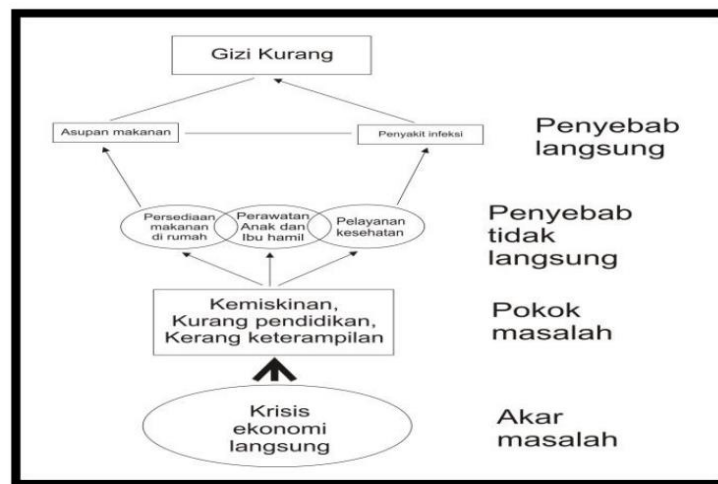 Gizi Kurang
Asupan makanan
Penyakit infeksi
Penyebab
langsung
Persediaan
makanan
di rumah
Perawatan
Anak dan
Ibu hamil
Pelayanan
kesehatan
Penyebab
tidak
langsung
Kemiskinan,
Kurang pendidikan,
Kerang keterampilan
Pokok
masalah
Krisis
ekonomi
langsung
Akar
masalah